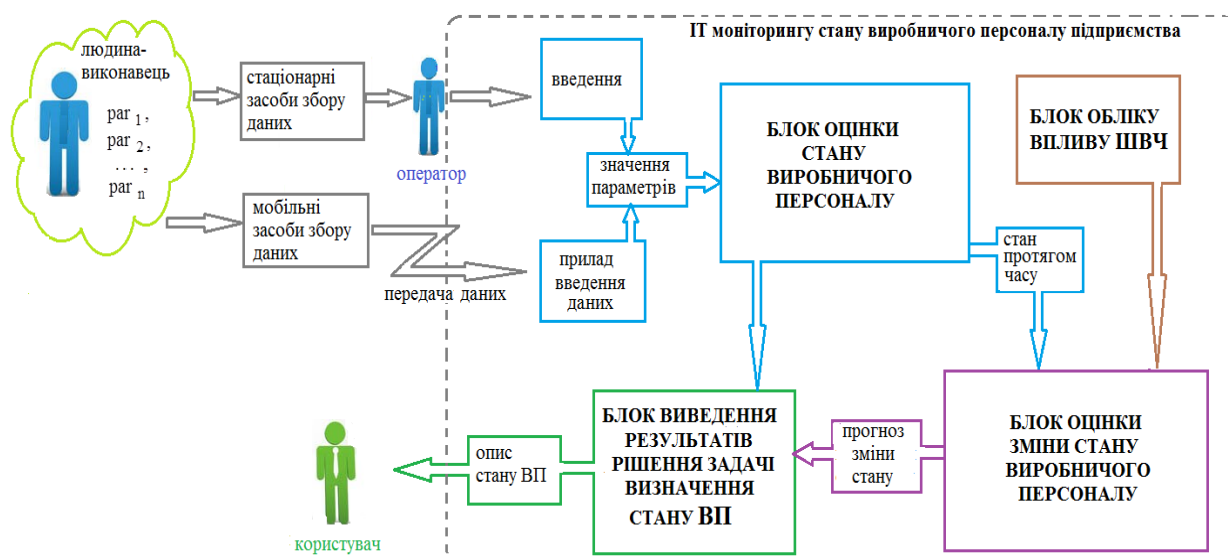 ІТ моніторингу стану виробничого персоналу підприємства
людина-
виконавець
par 1 ,
par 2 ,
... ,
par n
стаціонарні
засоби збору
даних
оператор
введення
мобільні
засоби збору
даних
передача даних
прилад
введення
даних
значення
параметрів
БЛОК ОЦІНКИ
СТАНУ
ВИРОБНИЧОГО
ПЕРСОНАЛУ
БЛОК ОБЛІКУ
ВПЛИВУ ШВЧ
стан
протягом
часу
БЛОК ОЦІНКИ
ЗМІНИ СТАНУ
ВИРОБНИЧОГО
ПЕРСОНАЛУ
прогноз
зміни
стану
БЛОК ВИВЕДЕННЯ
РЕЗУЛЬТАТІВ
РІШЕННЯ ЗАДАЧІ
ВИЗНАЧЕННЯ
СТАНУ ВП
опис
стану ВП
користувач